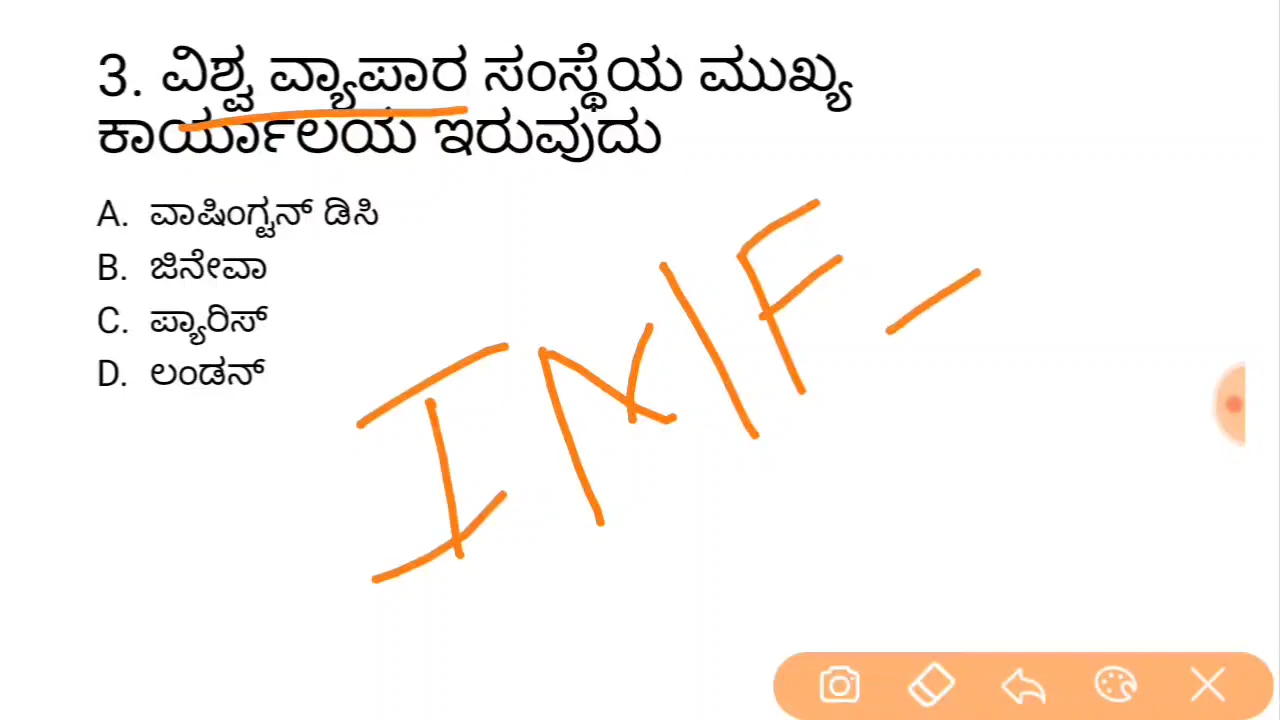 3. ವಿಶ್ವ ವ್ಯಾಪಾರ ಸಂಸ್ಥೆಯ ಮುಖ್ಯ
ಕಾರ್ಯಾಲಯ ಇರುವುದು
A. ವಾಷಿಂಗ್ಟನ್ ಡಿಸಿ
B. ಜಿನೇವಾ
C. ಪ್ಯಾರಿಸ್
D. ಲಂಡನ್
IMF -